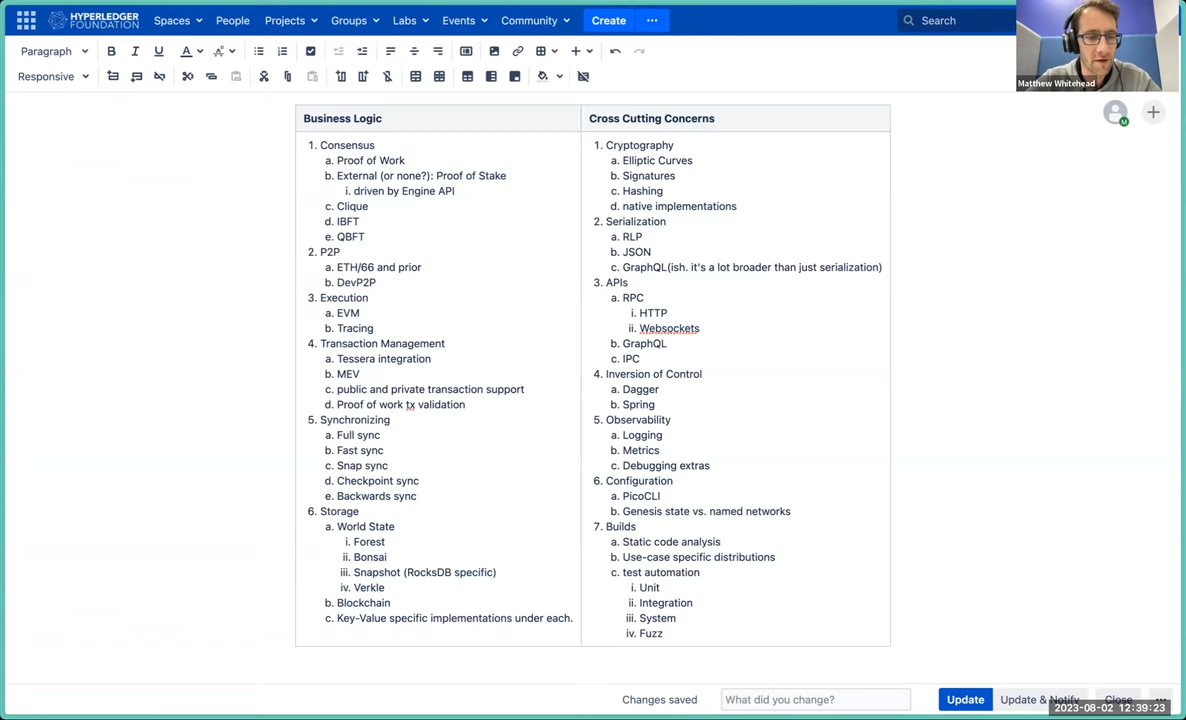 HYPERLEDGER FOUNDATION Spaces People Projects Groups Labs Events Community Create ... Search
Paragraph B I U A A
Responsive
Matthew Whitehead
M
Business Logic
1. Consensus
a. Proof of Work
b. External (or none?): Proof of Stake
i. driven by Engine API
c. Clique
d. IBFT
e. QBFT
2. P2P
a. ETH/66 and prior
b. DevP2P
3. Execution
a. EVM
b. Tracing
4. Transaction Management
a. Tessera integration
b. MEV
c. public and private transaction support
d. Proof of work tx validation
5. Synchronizing
a. Full sync
b. Fast sync
c. Snap sync
d. Checkpoint sync
e. Backwards sync
6. Storage
a. World State
i. Forest
ii. Bonsai
iii. Snapshot (RocksDB specific)
iv. Verkle
b. Blockchain
c. Key-Value specific implementations under each.
Cross Cutting Concerns
1. Cryptography
a. Elliptic Curves
b. Signatures
c. Hashing
d. native implementations
2. Serialization
a. RLP
b. JSON
c. GraphQL(ish. it's a lot broader than just serialization)
3. APIs
a. RPC
i. HTTP
ii. Websockets
b. GraphQL
c. IPC
4. Inversion of Control
a. Dagger
b. Spring
5. Observability
a. Logging
b. Metrics
c. Debugging extras
6. Configuration
a. PicoCLI
b. Genesis state vs. named networks
7. Builds
a. Static code analysis
b. Use-case specific distributions
c. test automation
i. Unit
ii. Integration
iii. System
iv. Fuzz
Changes saved What did you change? Update Update & Notify Close ...
2023-08-02 12:39:23